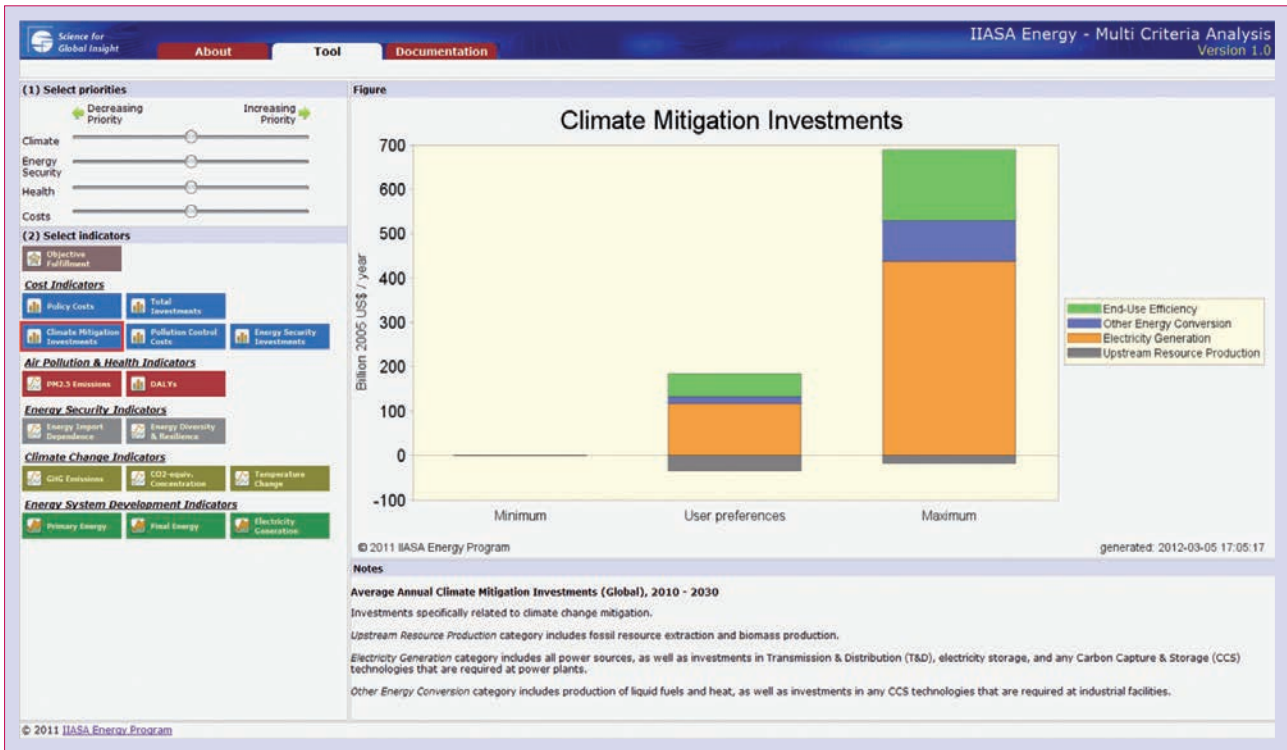 Science for
Global Insight
About
Tool
Documentation
IIASA Energy - Multi Criteria Analysis
Version 1.0
(1) Select priorities
Decreasing
Priority
Increasing
Priority
Climate
Energy
Security
Health
Costs
(2) Select indicators
Objective
Fulfillment
Cost Indicators
Policy Costs
Total
Investments
Climate Mitigation
Investments
Pollution Control
Costs
Energy Security
Investments
Air Pollution & Health Indicators
PM2.5 Emissions
DALYs
Energy Security Indicators
Energy Import
Dependence
Energy Diversity
& Resilience
Climate Change Indicators
GHG Emissions
CO2-equiv.
Concentration
Temperature
Change
Energy System Development Indicators
Primary Energy
Final Energy
Electricity
Generation
Figure
Climate Mitigation Investments
Billion 2005 US$ / year
700
600
500
400
300
200
100
0
-100
Minimum
User preferences
Maximum
End-Use Efficiency
Other Energy Conversion
Electricity Generation
Upstream Resource Production
© 2011 IIASA Energy Program
generated: 2012-03-05 17:05:17
Notes
Average Annual Climate Mitigation Investments (Global), 2010 - 2030
Investments specifically related to climate change mitigation.
Upstream Resource Production category includes fossil resource extraction and biomass production.
Electricity Generation category includes all power sources, as well as investments in Transmission & Distribution (T&D), electricity storage, and any Carbon Capture & Storage (CCS)
technologies that are required at power plants.
Other Energy Conversion category includes production of liquid fuels and heat, as well as investments in any CCS technologies that are required at industrial facilities.
© 2011 IIASA Energy Program